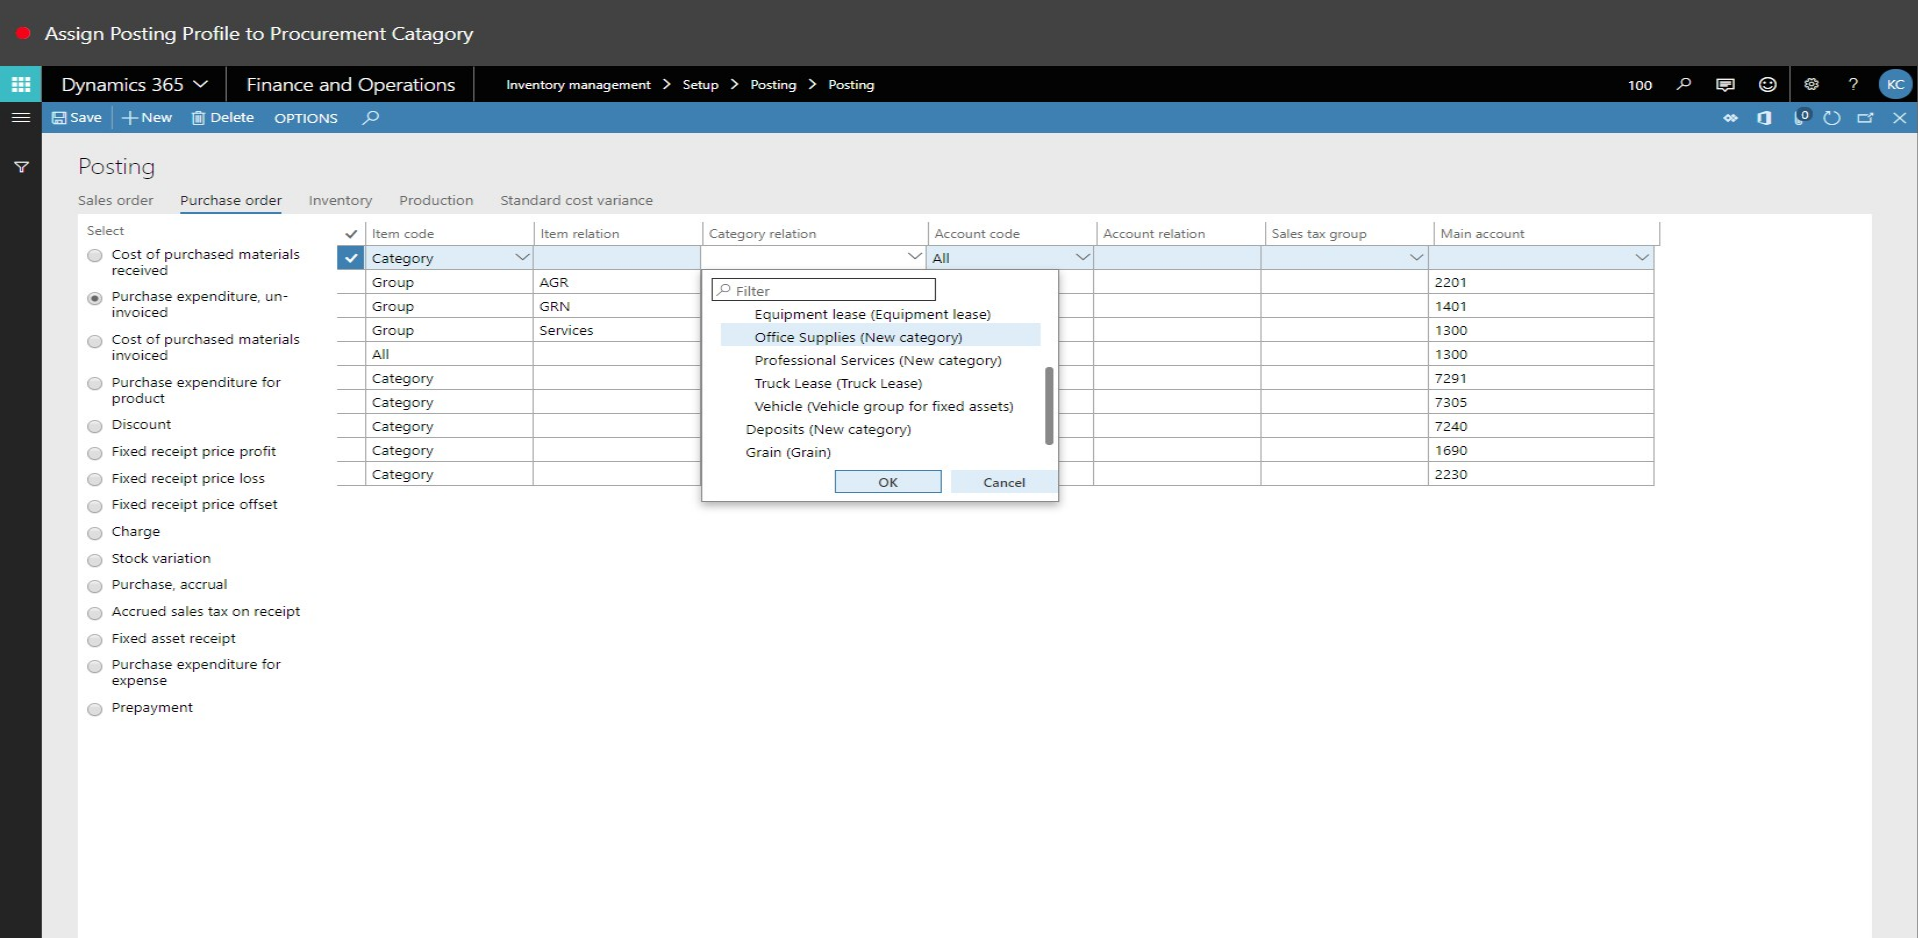 Assign Posting Profile to Procurement Catagory
Dynamics 365
Finance and Operations
Inventory management > Setup > Posting > Posting
100
?
KC
Save
New
Delete
OPTIONS
0
Posting
Sales order
Purchase order
Inventory
Production
Standard cost variance
Select
Cost of purchased materials
received
Purchase expenditure, un-
invoiced
Cost of purchased materials
invoiced
Purchase expenditure for
product
Discount
Fixed receipt price profit
Fixed receipt price loss
Fixed receipt price offset
Charge
Stock variation
Purchase, accrual
Accrued sales tax on receipt
Fixed asset receipt
Purchase expenditure for
expense
Prepayment
Item code Item relation Category relation Account code Account relation Sales tax group Main account
Category All
Group AGR 2201
Group GRN 1401
Group Services 1300
All 1300
Category 7291
Category 7305
Category 7240
Category 1690
Category 2230
Filter
Equipment lease (Equipment lease)
Office Supplies (New category)
Professional Services (New category)
Truck Lease (Truck Lease)
Vehicle (Vehicle group for fixed assets)
Deposits (New category)
Grain (Grain)
OK
Cancel